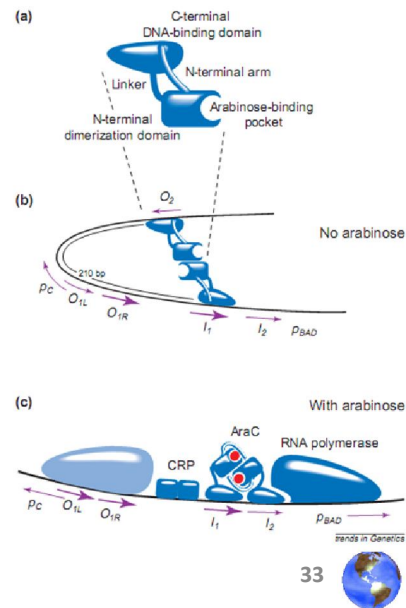 (a)
C-terminal
DNA-binding domain
N-terminal arm
Linker
Arabinose-binding
pocket
N-terminal
dimerization domain
(b)
O2
No arabinose
210 bp
pC
O1L
O1R
I1
I2
pBAD
(c)
With arabinose
AraC
RNA polymerase
CRP
pC
O1L
O1R
I1
I2
pBAD
trends in Genetics
33